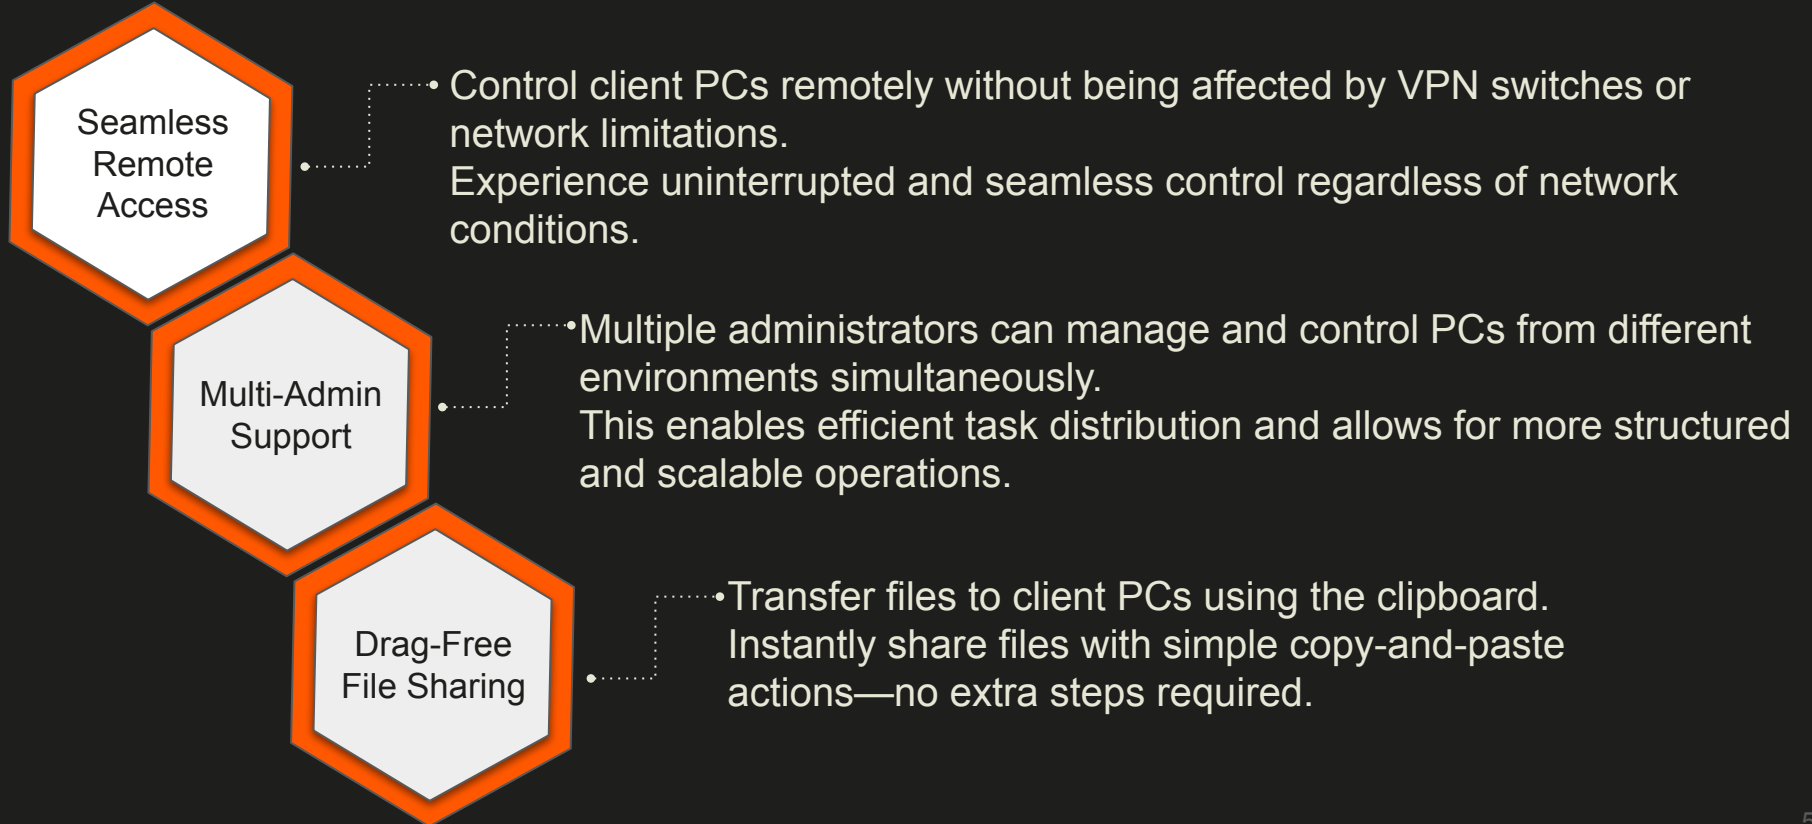 Seamless
Remote
Access
Control client PCs remotely without being affected by VPN switches or
network limitations.
Experience uninterrupted and seamless control regardless of network
conditions.
Multi-Admin
Support
Multiple administrators can manage and control PCs from different
environments simultaneously.
This enables efficient task distribution and allows for more structured
and scalable operations.
Drag-Free
File Sharing
Transfer files to client PCs using the clipboard.
Instantly share files with simple copy-and-paste
actions—no extra steps required.